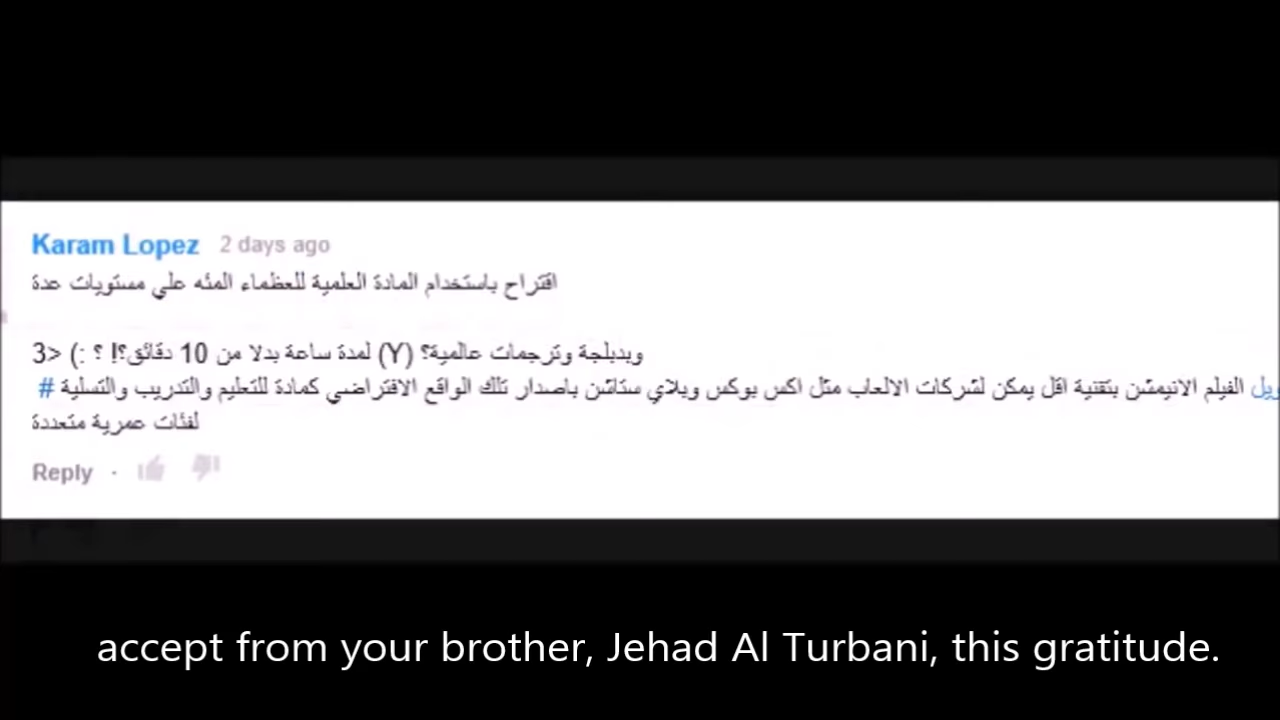 Karam Lopez 2 days ago
اقتراح باستخدام المادة العلمية للعظماء المئه علي مستويات عدة
وبدبلجة وترجمات عالمية؟ (Y) لمدة ساعة بدلا من 10 دقائق؟! ؟ :) <3
الفيلم الانيمشن بتقنية اقل يمكن لشركات الالعاب مثل اكس بوكس وبلاي ستاشن باصدار تلك الواقع الافتراضي كمادة للتعليم والتدريب والتسلية #
لفئات عمرية متعددة
Reply ·
accept from your brother, Jehad Al Turbani, this gratitude.